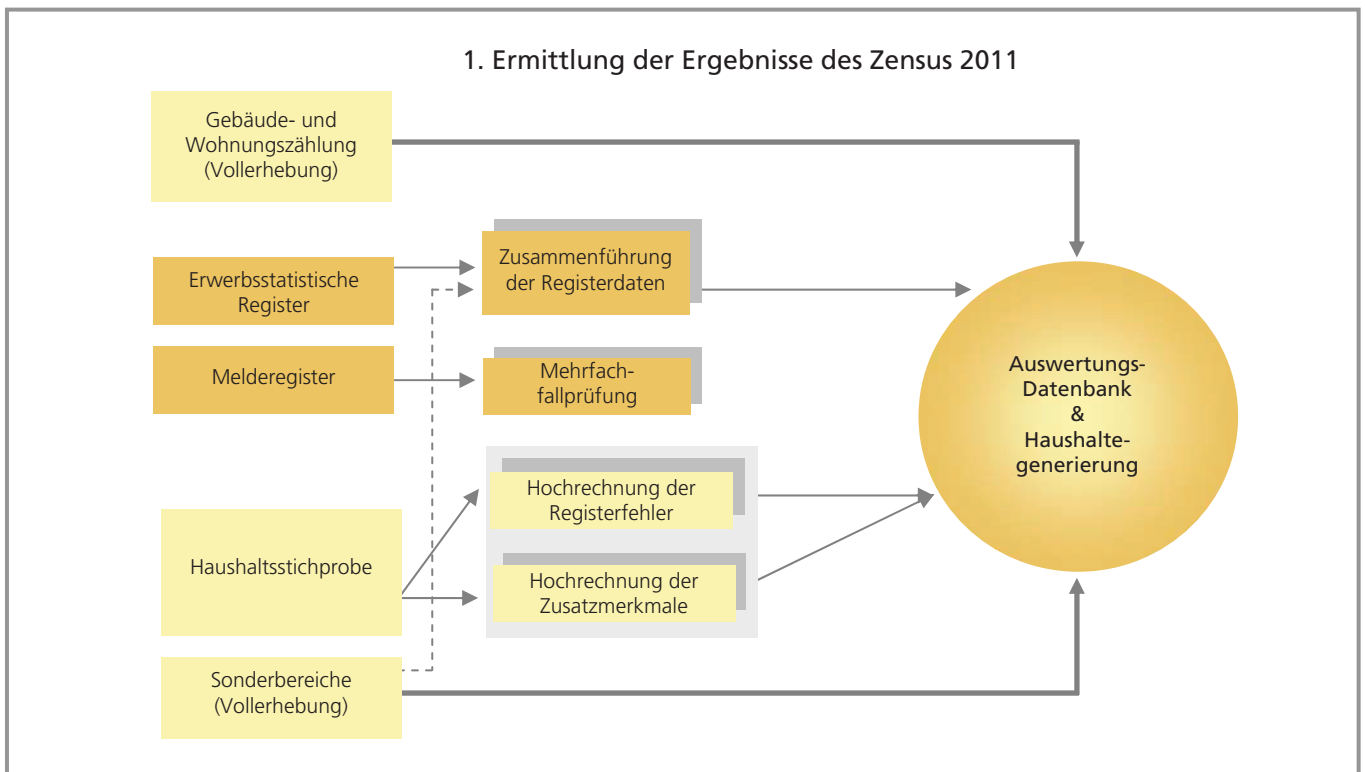 1. Ermittlung der Ergebnisse des Zensus 2011
Gebäude- und
Wohnungszählung
(Vollerhebung)
Erwerbsstatistische
Register
Zusammenführung
der Registerdaten
Melderegister
Mehrfach-
fallprüfung
Haushaltsstichprobe
Hochrechnung der
Registerfehler
Hochrechnung der
Zusatzmerkmale
Sonderbereiche
(Vollerhebung)
Auswertungs-
Datenbank
&
Haushalte-
generierung